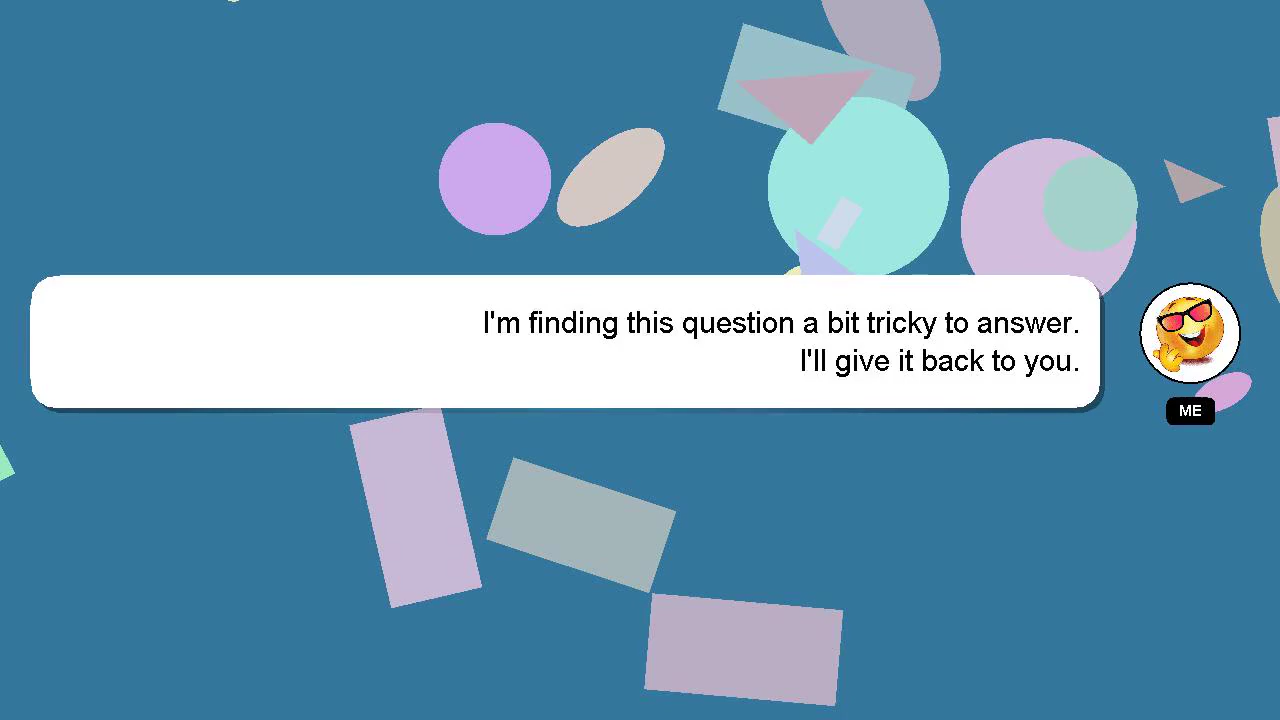 I'm finding this question a bit tricky to answer.
I'll give it back to you.
ME